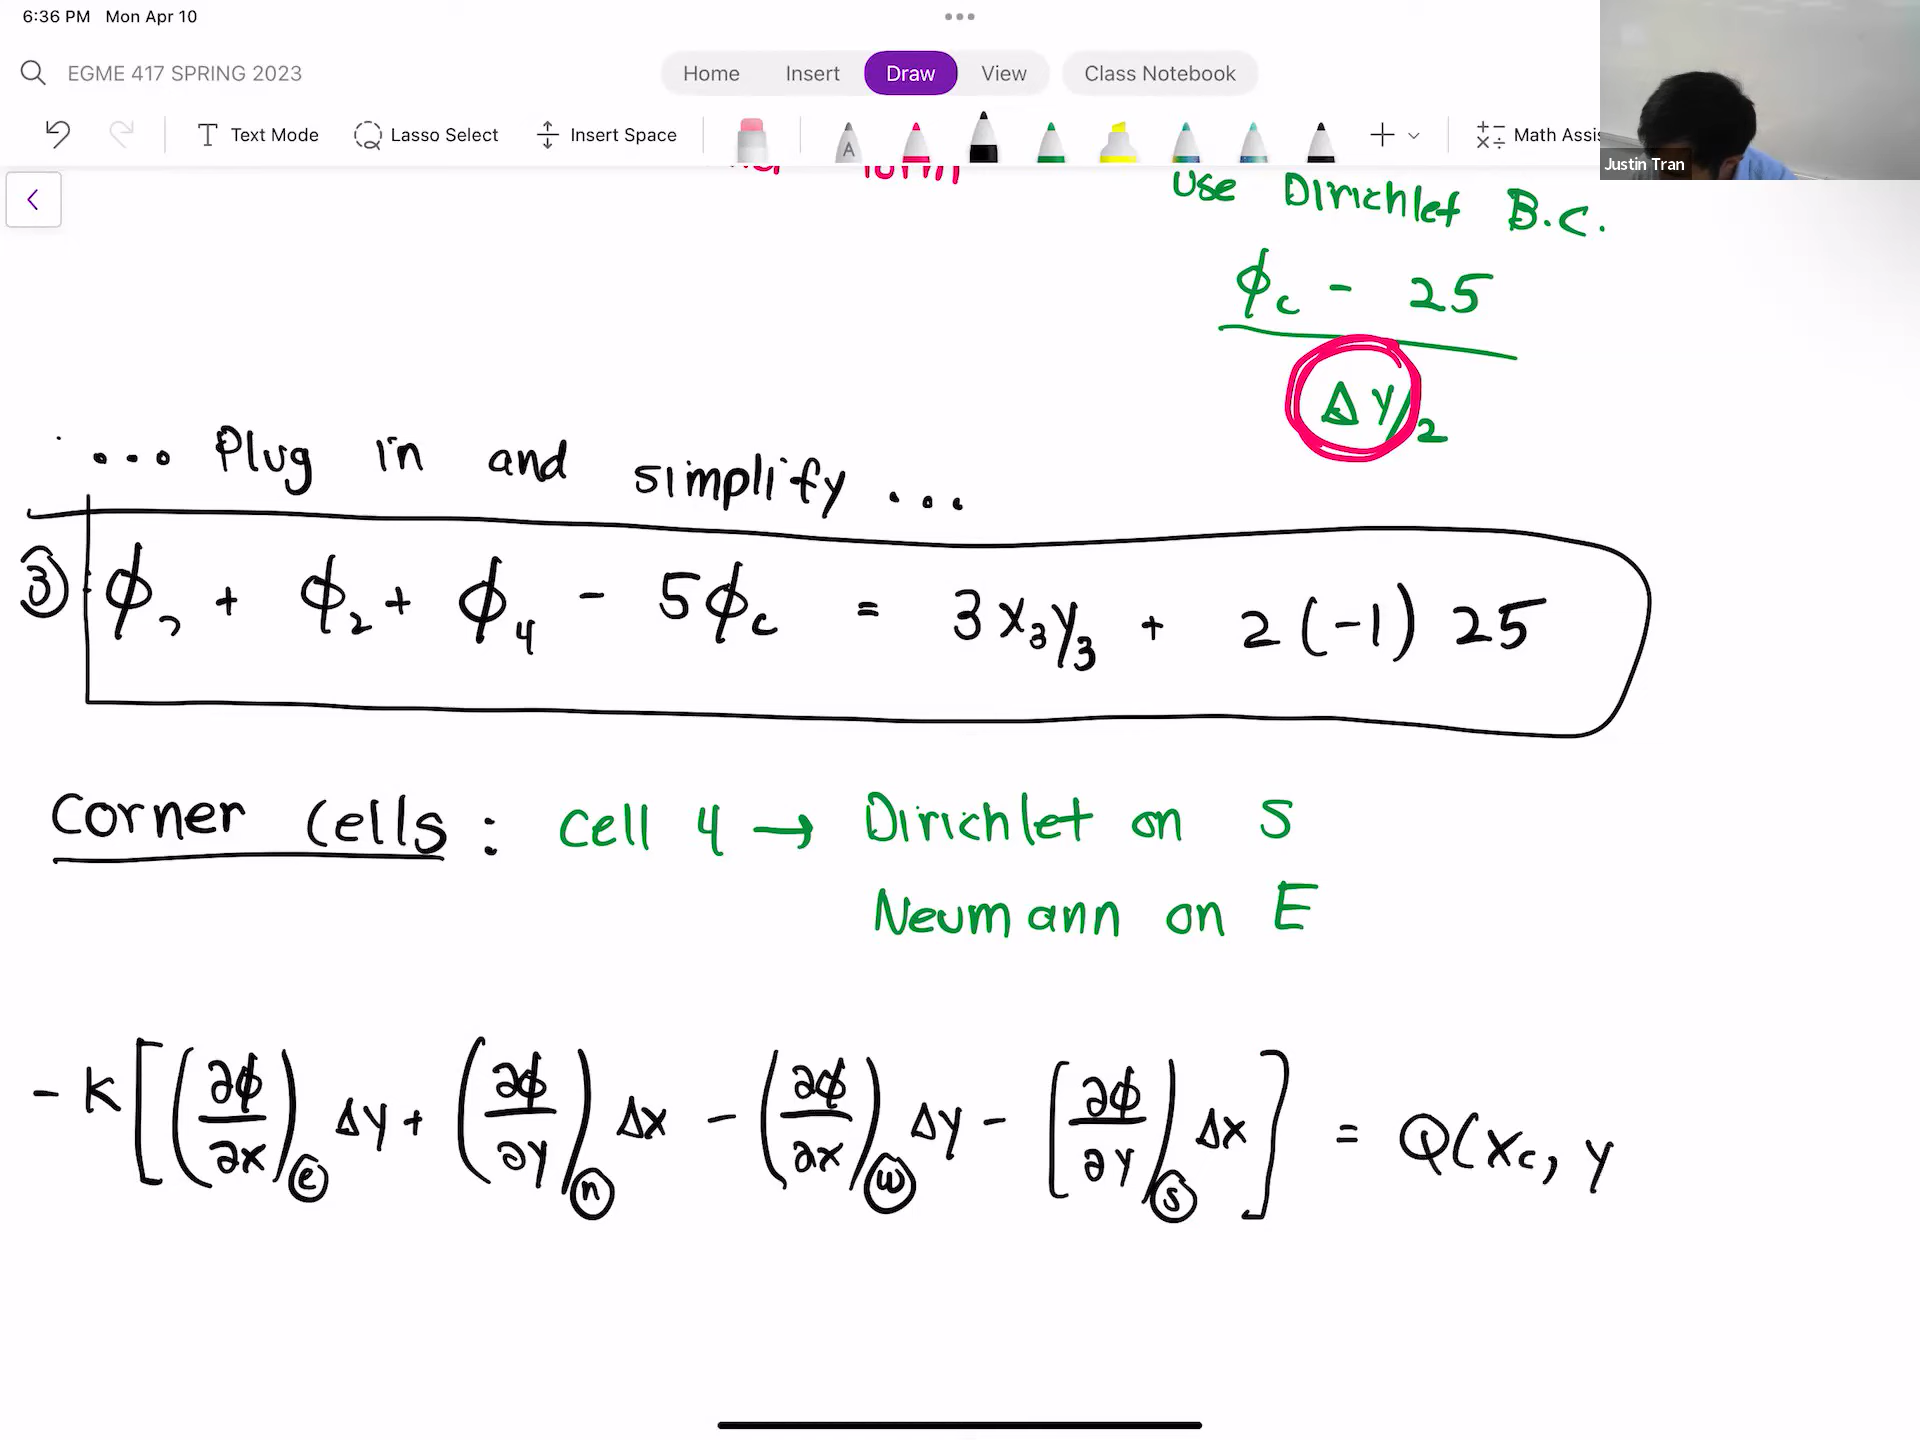 6:36 PM Mon Apr 10
EGME 417 SPRING 2023
Home Insert Draw View Class Notebook
Text Mode Lasso Select Insert Space A Math Assis
Justin Tran
Use Dirichlet B.C.
ϕc - 25
ΔY/2
... Plug in and simplify ...
③ : ϕ? + ϕ2 + ϕ4 - 5ϕc = 3x3y3 + 2(-1) 25
Corner Cells : Cell 4 → Dirichlet on S
Neumann on E
- K[(∂ϕ/∂x)e Δy + (∂ϕ/∂y)n Δx - (∂ϕ/∂x)w Δy - [∂ϕ/∂y)s Δx] = Q(xc, y